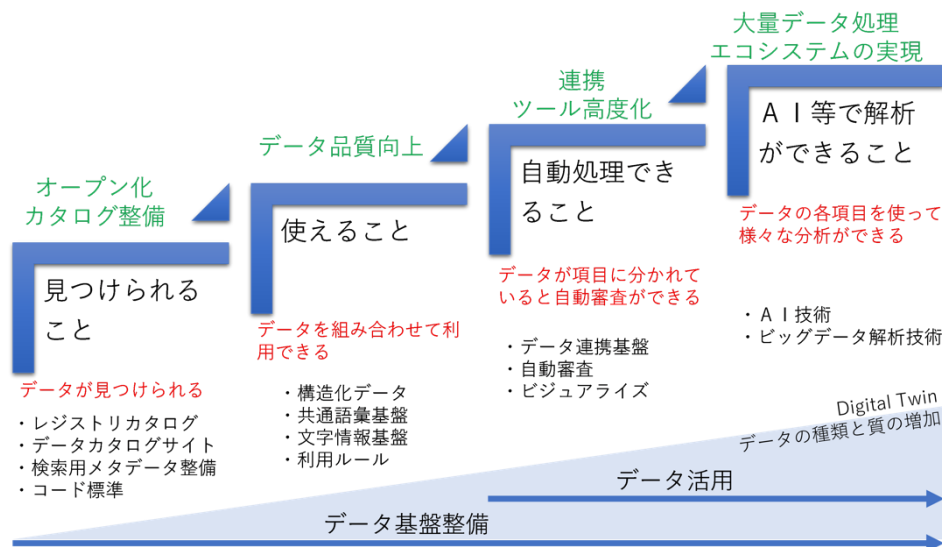 オープン化
カタログ整備
見つけられる
こと
データが見つけられる
・レジストリカタログ
・データカタログサイト
・検索用メタデータ整備
・コード標準
データ品質向上
使えること
データを組み合わせて利
用できる
・構造化データ
・共通語彙基盤
・文字情報基盤
・利用ルール
連携
ツール高度化
自動処理でき
ること
データが項目に分かれて
いると自動審査ができる
・データ連携基盤
・自動審査
・ビジュアライズ
大量データ処理
エコシステムの実現
ＡＩ等で解析
ができること
データの各項目を使って
様々な分析ができる
・ＡＩ技術
・ビッグデータ解析技術
Digital Twin
データの種類と質の増加
データ活用
データ基盤整備